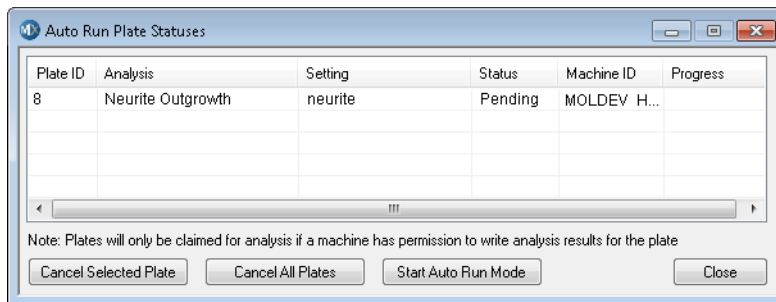 Auto Run Plate Statuses
Plate ID Analysis Setting Status Machine ID Progress
8 Neurite Outgrowth neurite Pending MOLDEV H...
Note: Plates will only be claimed for analysis if a machine has permission to write analysis results for the plate
Cancel Selected Plate Cancel All Plates Start Auto Run Mode Close